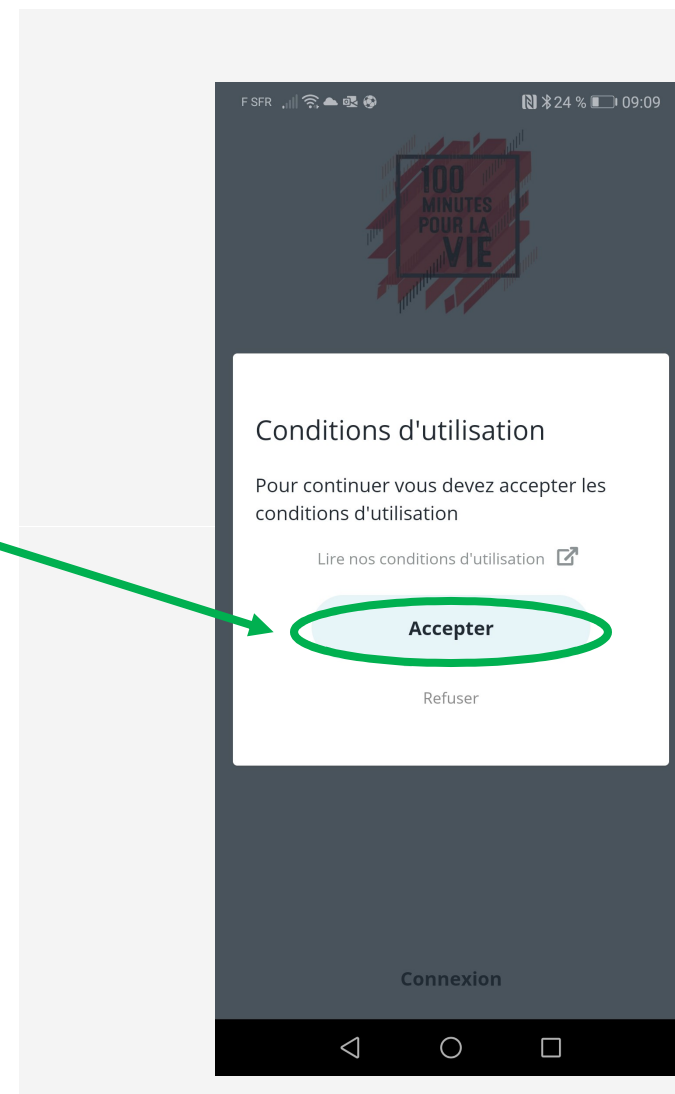 F SFR 24 % 09:09
100
MINUTES
POUR LA
VIE
Conditions d'utilisation
Pour continuer vous devez accepter les
conditions d'utilisation
Lire nos conditions d'utilisation
Accepter
Refuser
Connexion